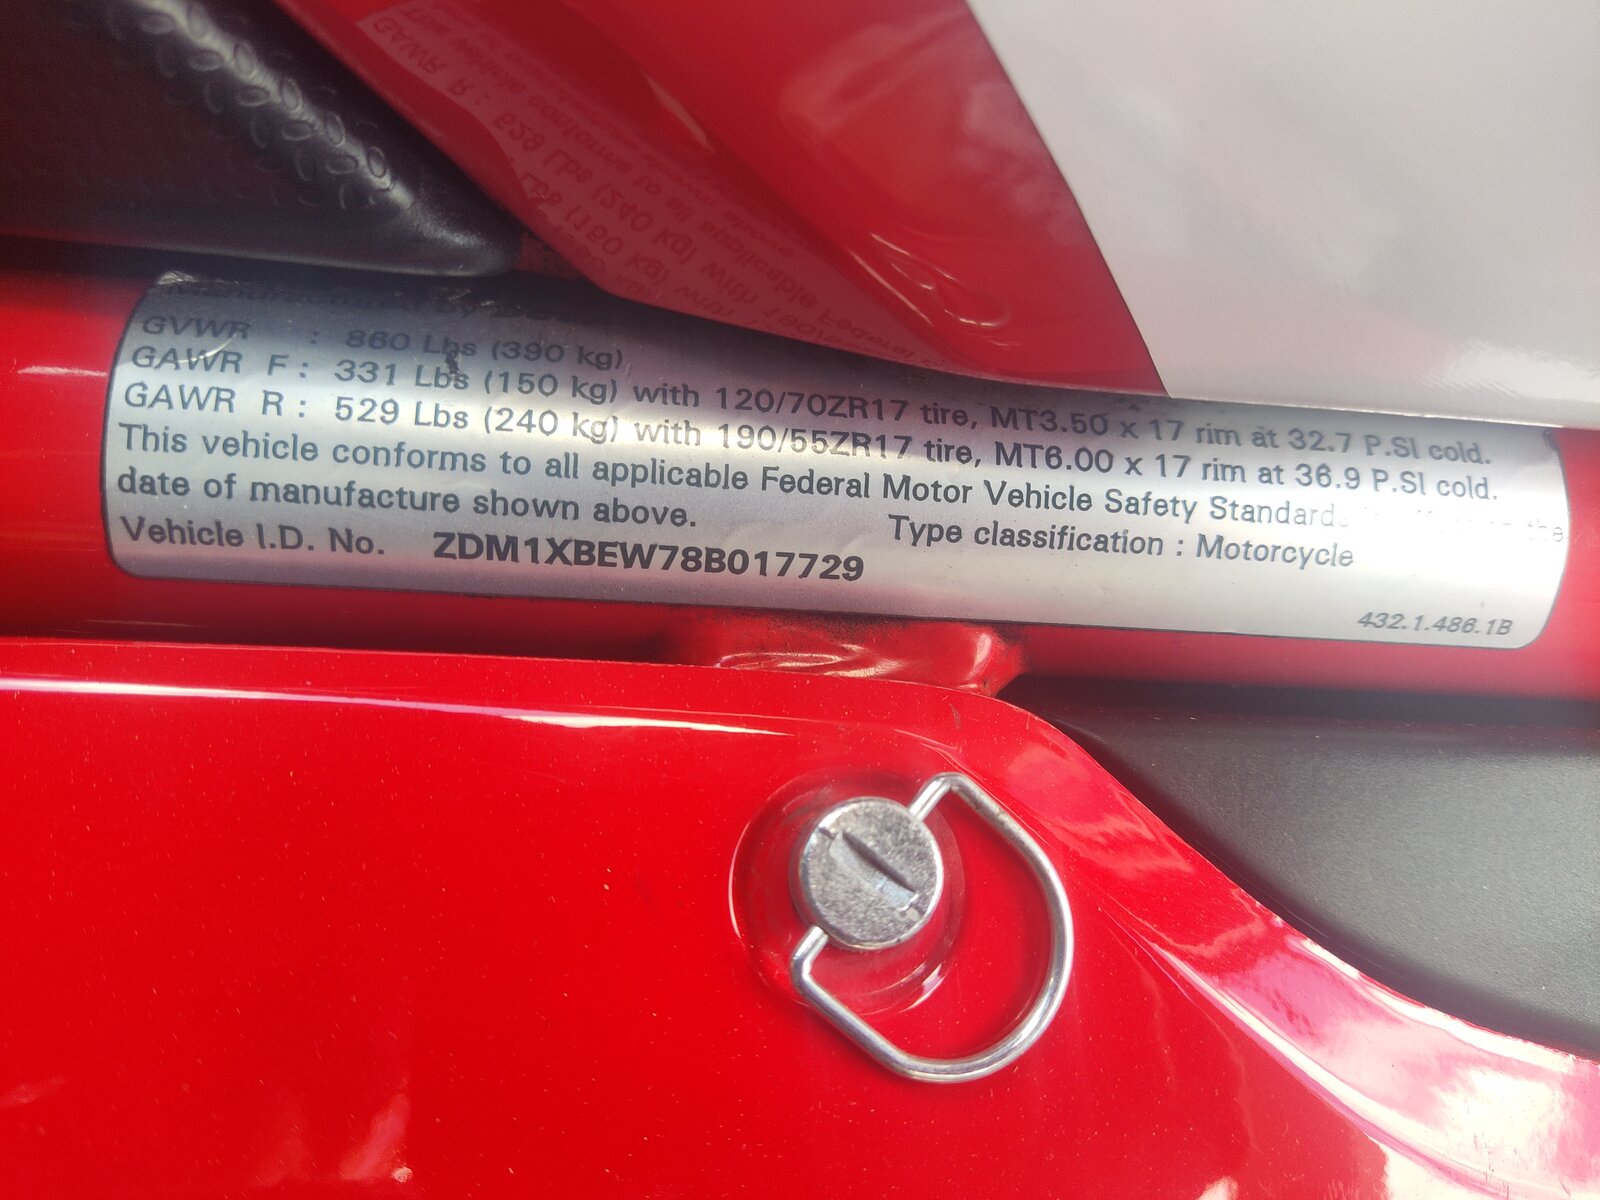 GVWR : 860 Lbs (390 kg)
GAWR F : 331 Lbs (150 kg) with 120/70ZR17 tire, MT3.50 x 17 rim at 32.7 P.SI cold.
GAWR R : 529 Lbs (240 kg) with 190/55ZR17 tire, MT6.00 x 17 rim at 36.9 P.SI cold.
This vehicle conforms to all applicable Federal Motor Vehicle Safety Standards the
date of manufacture shown above. Type classification : Motorcycle
Vehicle I.D. No. ZDM1XBEW78B017729
432.1.486.1B